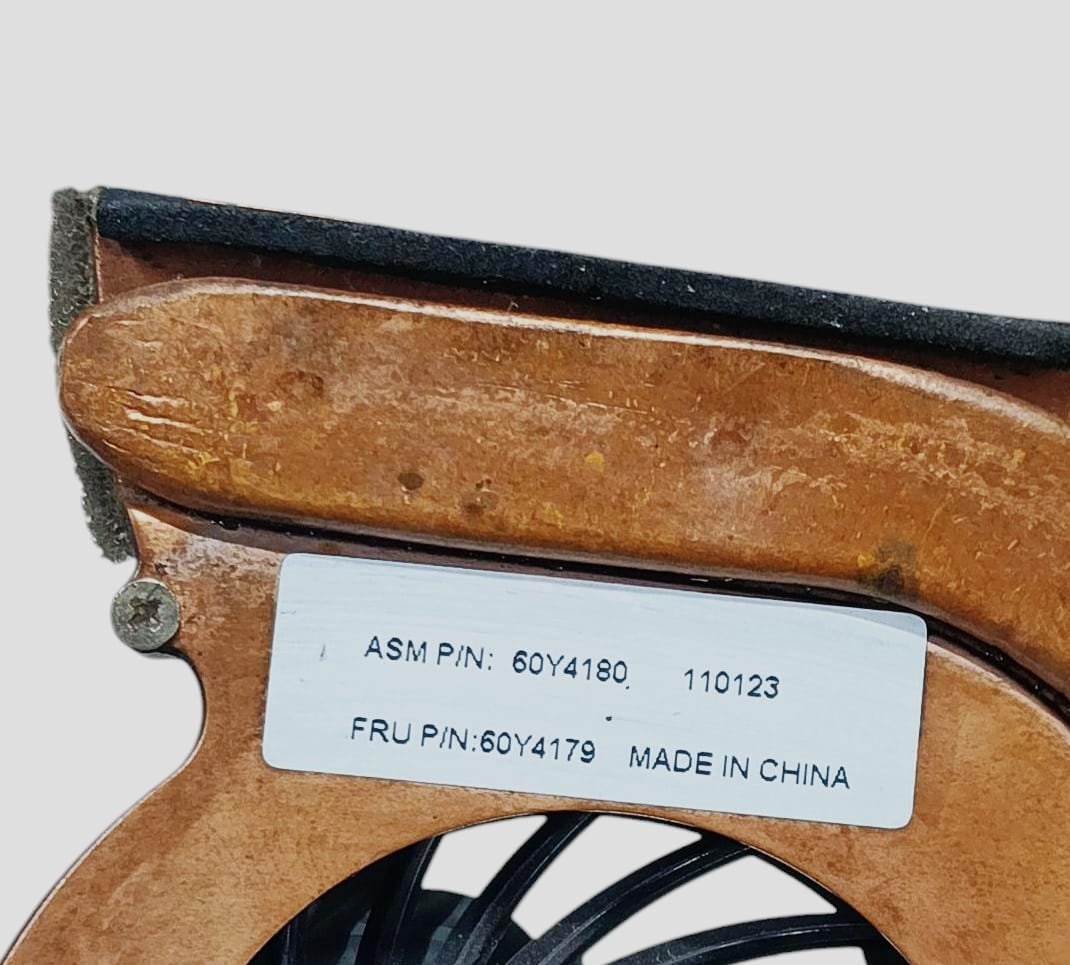 ASM P/N: 60Y4180 110123
FRU P/N:60Y4179 MADE IN CHINA